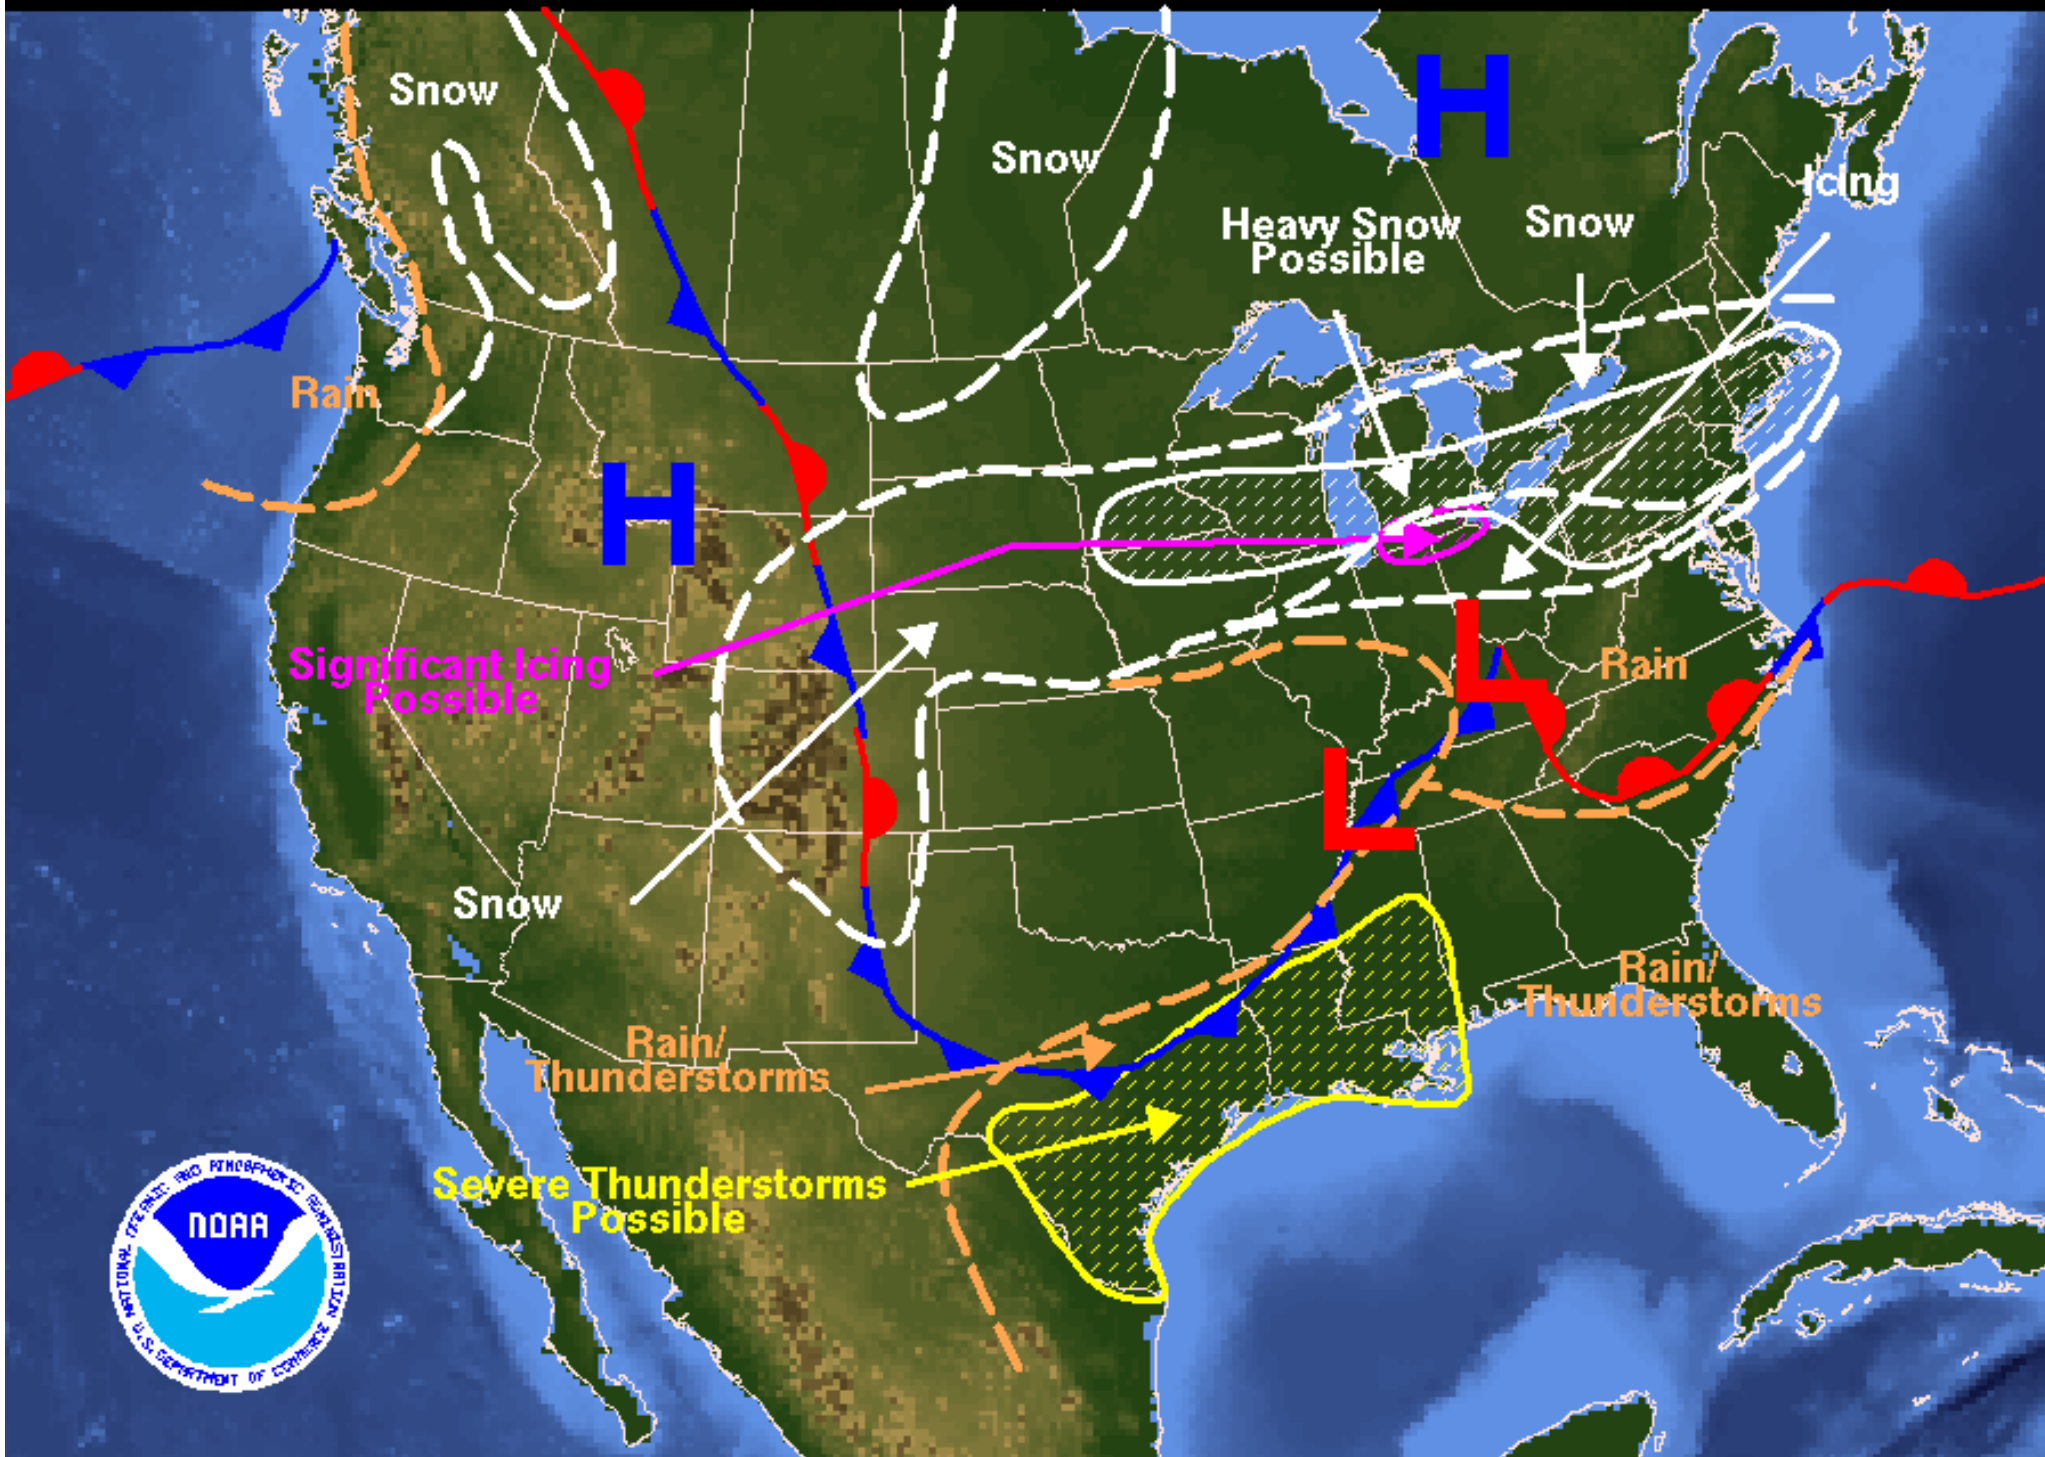 Snow
Snow
H
Icing
Heavy Snow
Possible
Snow
Rain
H
Significant Icing
Possible
L
Rain
L
Snow
Rain/
Thunderstorms
Rain/
Thunderstorms
Severe Thunderstorms
Possible
NATIONAL OCEANIC AND ATMOSPHERIC ADMINISTRATION
NOAA
U.S. DEPARTMENT OF COMMERCE